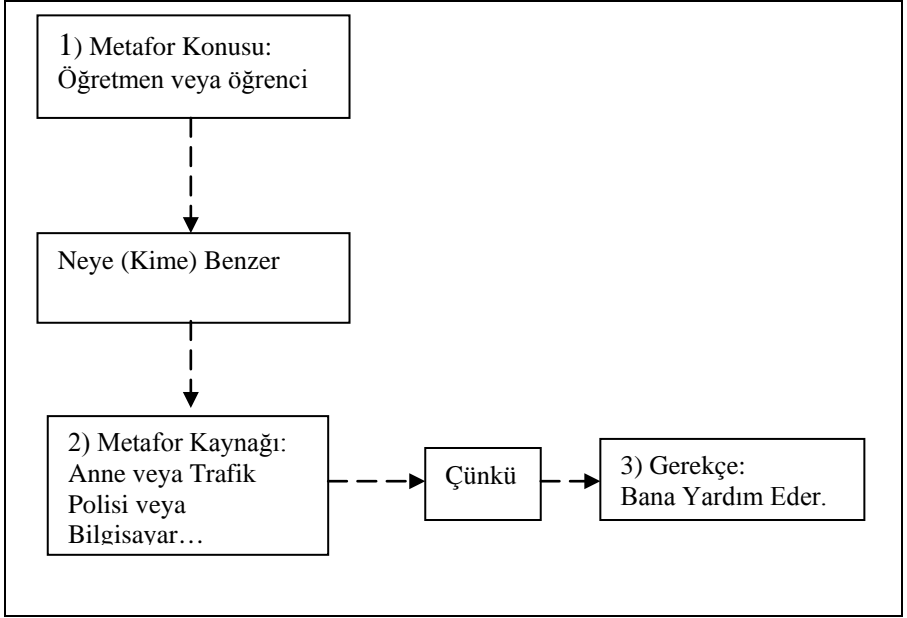 1) Metafor Konusu:
Öğretmen veya öğrenci
Neye (Kime) Benzer
2) Metafor Kaynağı:
Anne veya Trafik
Polisi veya
Bilgisayar…
Çünkü
3) Gerekçe:
Bana Yardım Eder.